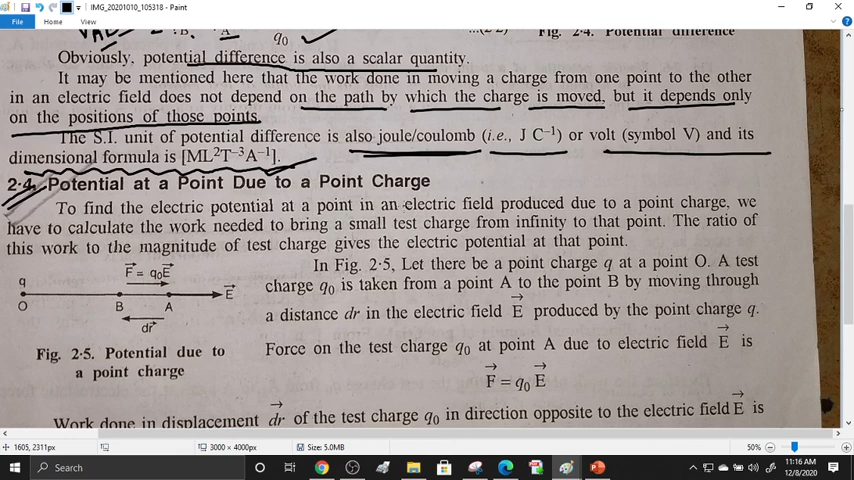 IMG_20201010_105318 - Paint
File Home View
B. A
q₀ ...(2·2) Fig. 2·4. Potential difference
Obviously, potential difference is also a scalar quantity.
It may be mentioned here that the work done in moving a charge from one point to the other
in an electric field does not depend on the path by which the charge is moved, but it depends only
on the positions of those points.
The S.I. unit of potential difference is also joule/coulomb (i.e., J C⁻¹) or volt (symbol V) and its
dimensional formula is [ML²T⁻³A⁻¹].
2·4. Potential at a Point Due to a Point Charge
To find the electric potential at a point in an electric field produced due to a point charge, we
have to calculate the work needed to bring a small test charge from infinity to that point. The ratio of
this work to the magnitude of test charge gives the electric potential at that point.
F⃗ = q₀E⃗
q
E⃗
O B A
dr⃗
Fig. 2·5. Potential due to
a point charge
In Fig. 2·5, Let there be a point charge q at a point O. A test
charge q₀ is taken from a point A to the point B by moving through
a distance dr in the electric field E⃗ produced by the point charge q.
Force on the test charge q₀ at point A due to electric field E⃗ is
F⃗ = q₀ E⃗
Work done in displacement dr⃗ of the test charge q₀ in direction opposite to the electric field E⃗ is
1605, 2311px 3000 × 4000px Size: 5.0MB 50%
Search
11:16 AM
12/8/2020